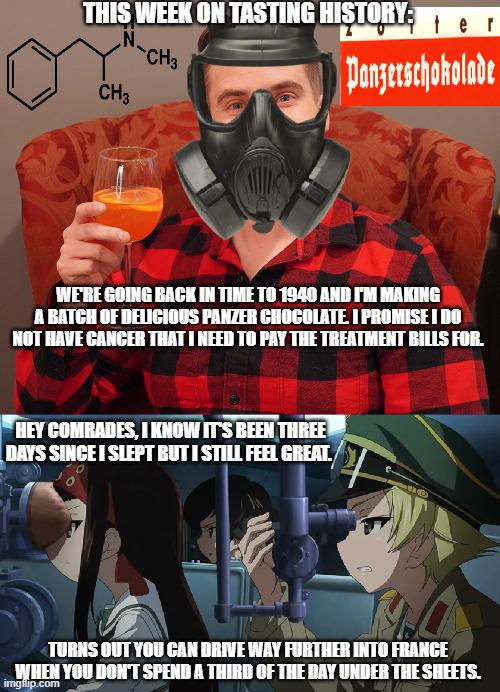 THIS WEEK ON TASTING HISTORY:
N
H
CH3
CH3
Zotter
Panzerschokolade
WE'RE GOING BACK IN TIME TO 1940 AND I'M MAKING
A BATCH OF DELICIOUS PANZER CHOCOLATE. I PROMISE I DO
NOT HAVE CANCER THAT I NEED TO PAY THE TREATMENT BILLS FOR.
HEY COMRADES, I KNOW IT'S BEEN THREE
DAYS SINCE I SLEPT BUT I STILL FEEL GREAT.
TURNS OUT YOU CAN DRIVE WAY FURTHER INTO FRANCE
WHEN YOU DON'T SPEND A THIRD OF THE DAY UNDER THE SHEETS.
imgflip.com